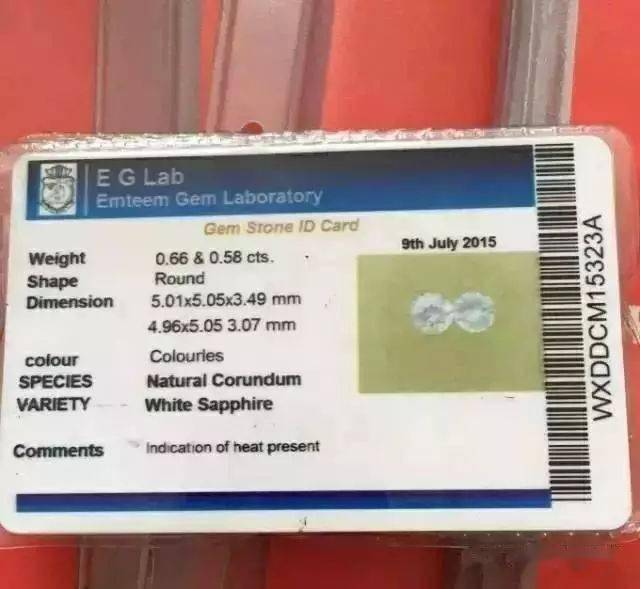 E G Lab
Emteem Gem Laboratory
Gem Stone ID Card
9th July 2015
Weight 0.66 & 0.58 cts.
Shape Round
Dimension 5.01x5.05x3.49 mm
4.96x5.05 3.07 mm
colour Colourles
SPECIES Natural Corundum
VARIETY White Sapphire
Comments Indication of heat present
WXDDCM15323A